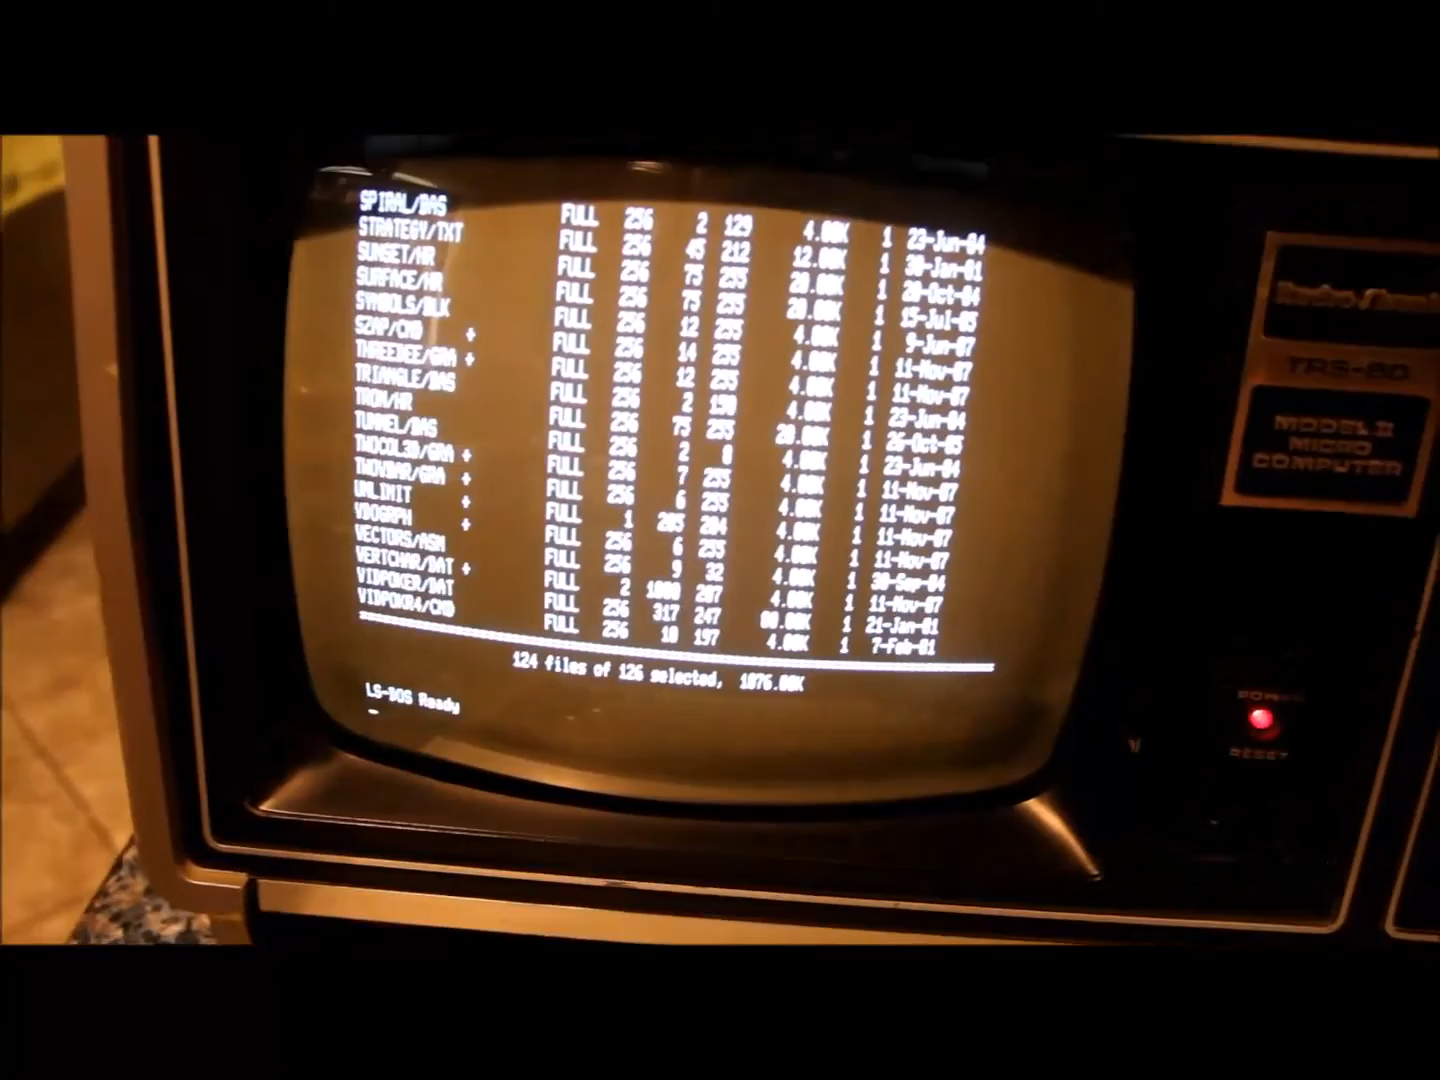 SPIRAL/BAS FULL 256 2 129 4.00K 1 23-Jun-84
STRATEGY/TXT FULL 256 45 212 12.00K 1 30-Jan-81
SUNSET/HR FULL 256 75 255 20.00K 1 28-Oct-84
SURFACE/HR FULL 256 75 255 20.00K 1 15-Jul-85
SYMBOLS/BLK FULL 256 12 255 4.00K 1 9-Jun-87
SZAP/CMD + FULL 256 14 255 4.00K 1 11-Nov-87
THREEDEE/GRA + FULL 256 12 255 4.00K 1 11-Nov-87
TRIANGLE/BAS FULL 256 2 150 4.00K 1 23-Jun-84
TRON/HR FULL 256 75 255 20.00K 1 26-Oct-85
TUNNEL/BAS FULL 256 2 0 4.00K 1 23-Jun-84
TWOCOL3D/GRA + FULL 256 7 255 4.00K 1 11-Nov-87
TWOVBAR/GRA + FULL 256 6 255 4.00K 1 11-Nov-87
UNLIMIT + FULL 1 205 204 4.00K 1 11-Nov-87
VDOGRPH + FULL 256 6 255 4.00K 1 11-Nov-87
VECTORS/ASM FULL 256 9 32 4.00K 1 30-Sep-84
VERTCHAR/DAT + FULL 2 1000 207 4.00K 1 11-Nov-87
VIDPOKER/DAT FULL 256 317 247 80.00K 1 21-Jan-81
VIDPOKR4/CMD FULL 256 10 197 4.00K 1 7-Feb-81
124 files of 126 selected, 1076.00K
LS-DOS Ready
Radio Shack
TRS-80
MODEL II
MICRO
COMPUTER
POWER
RESET